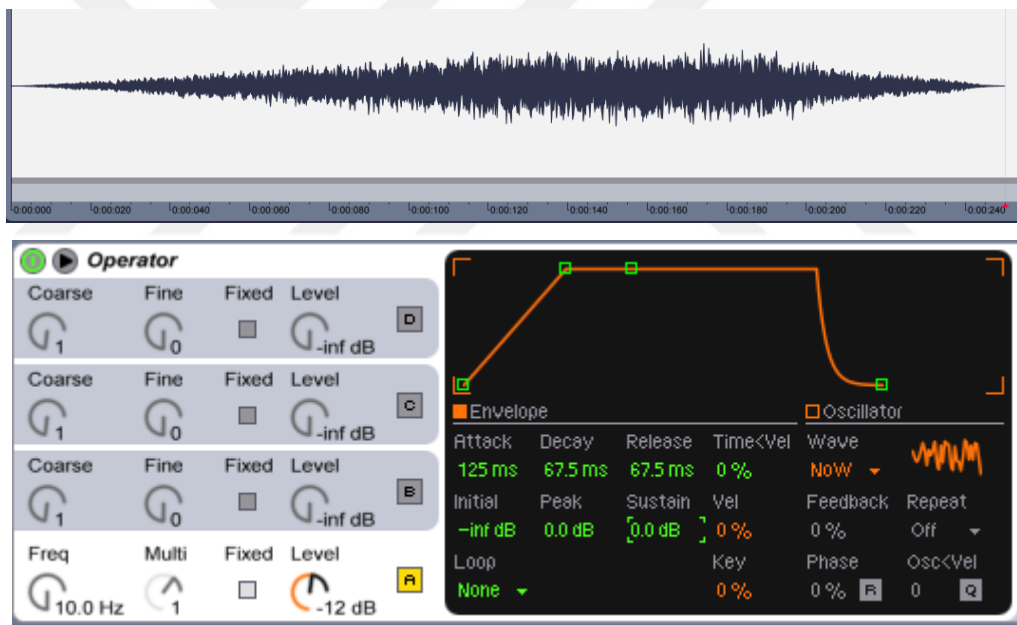 0:00:000 0:00:020 0:00:040 0:00:060 0:00:080 0:00:100 0:00:120 0:00:140 0:00:160 0:00:180 0:00:200 0:00:220 0:00:240
Operator
Coarse Fine Fixed Level
1 0 -inf dB D
Coarse Fine Fixed Level
1 0 -inf dB C
Coarse Fine Fixed Level
1 0 -inf dB B
Freq Multi Fixed Level
10.0 Hz 1 -12 dB A
Envelope Oscillator
Attack Decay Release Time<Vel Wave
125 ms 67.5 ms 67.5 ms 0 % NoW
Initial Peak Sustain Vel Feedback Repeat
-inf dB 0.0 dB 0.0 dB 0 % 0 % Off
Loop Key Phase Osc<Vel
None 0 % 0 % R 0 Q